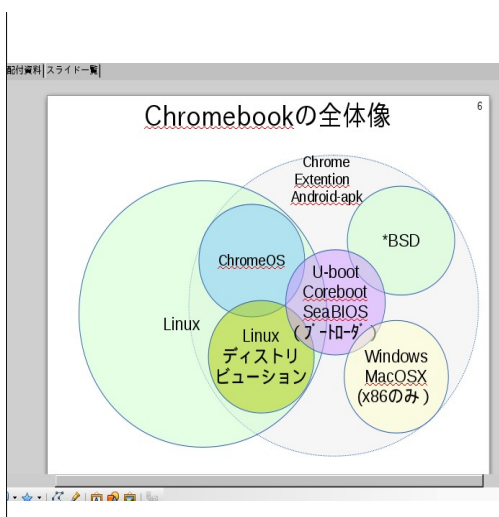 配付資料 スライド一覧
Chromebookの全体像
6
Chrome
Extention
Android-apk
*BSD
ChromeOS
U-boot
Coreboot
SeaBIOS
(ブートローダ)
Linux
Linux
ディストリ
ビューション
Windows
MacOSX
(x86のみ)